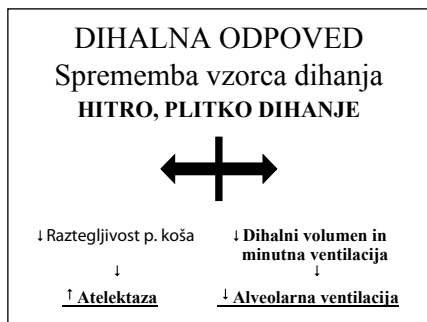 DIHALNA ODPOVED
Sprememba vzorca dihanja
HITRO, PLITKO DIHANJE
↓ Raztegljivost p. koša
↓
↑ Atelektaza
↓ Dihalni volumen in
minutna ventilacija
↓
↓ Alveolarna ventilacija